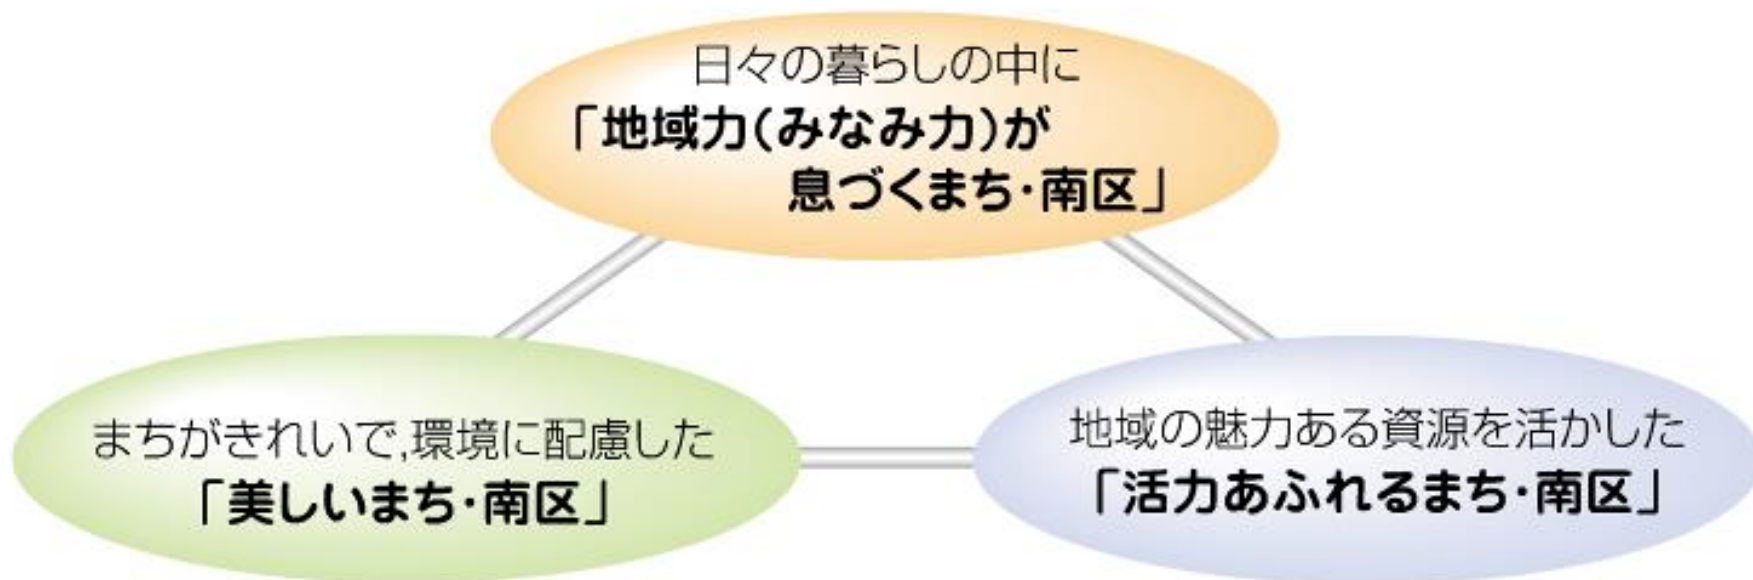 日々の暮らしの中に
「地域力(みなみ力)が
息づくまち・南区」
まちがきれいで,環境に配慮した
「美しいまち・南区」
地域の魅力ある資源を活かした
「活力あふれるまち・南区」